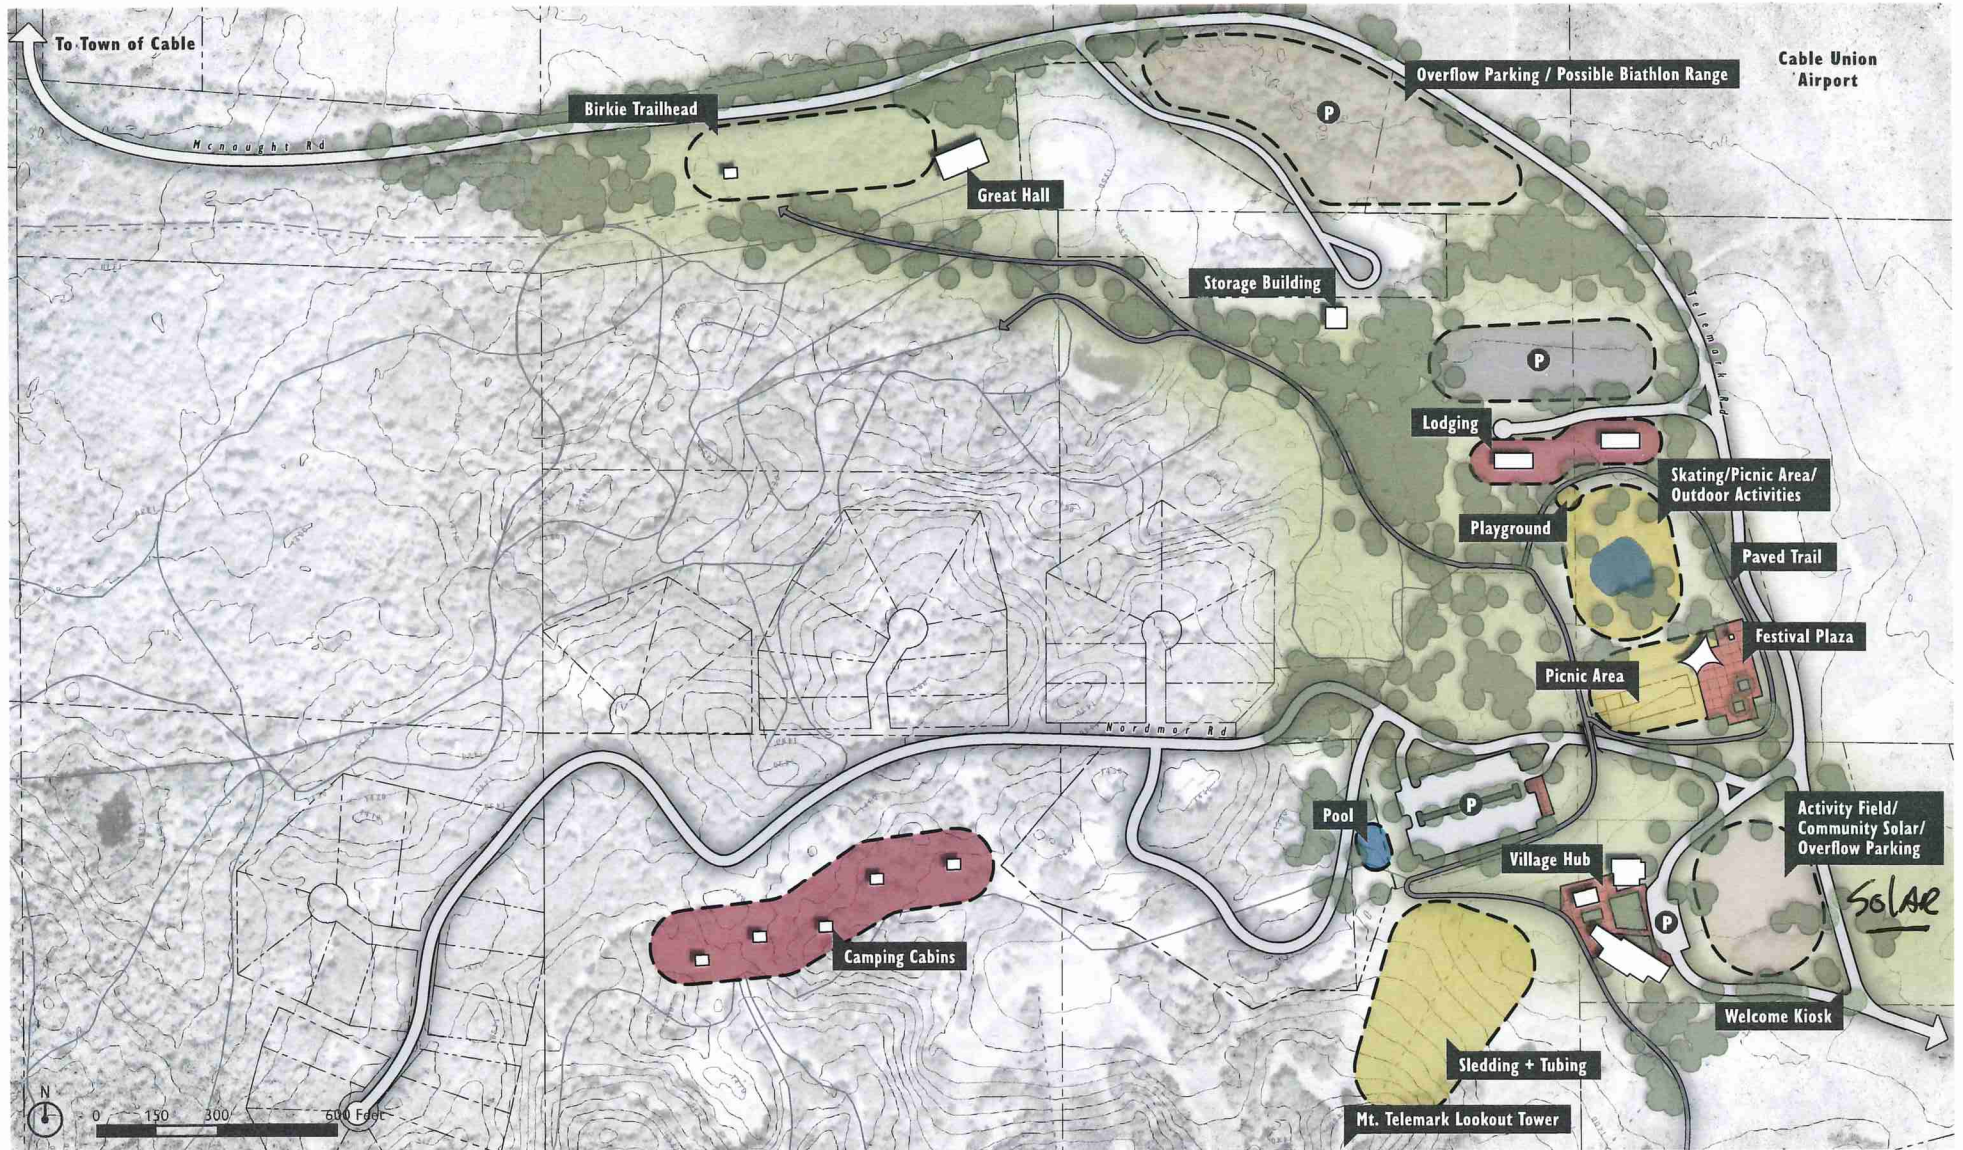 To Town of Cable
Cable Union
Airport
Overflow Parking / Possible Biathlon Range
P
Birkie Trailhead
Mcnought Rd
Great Hall
Storage Building
Telemark Rd
P
Lodging
Skating/Picnic Area/
Outdoor Activities
Playground
Paved Trail
Festival Plaza
Picnic Area
Nordmor Rd
Pool
P
Activity Field/
Community Solar/
Overflow Parking
Village Hub
SolAR
P
Camping Cabins
Welcome Kiosk
Sledding + Tubing
Mt. Telemark Lookout Tower
N
0 150 300 600 Feet